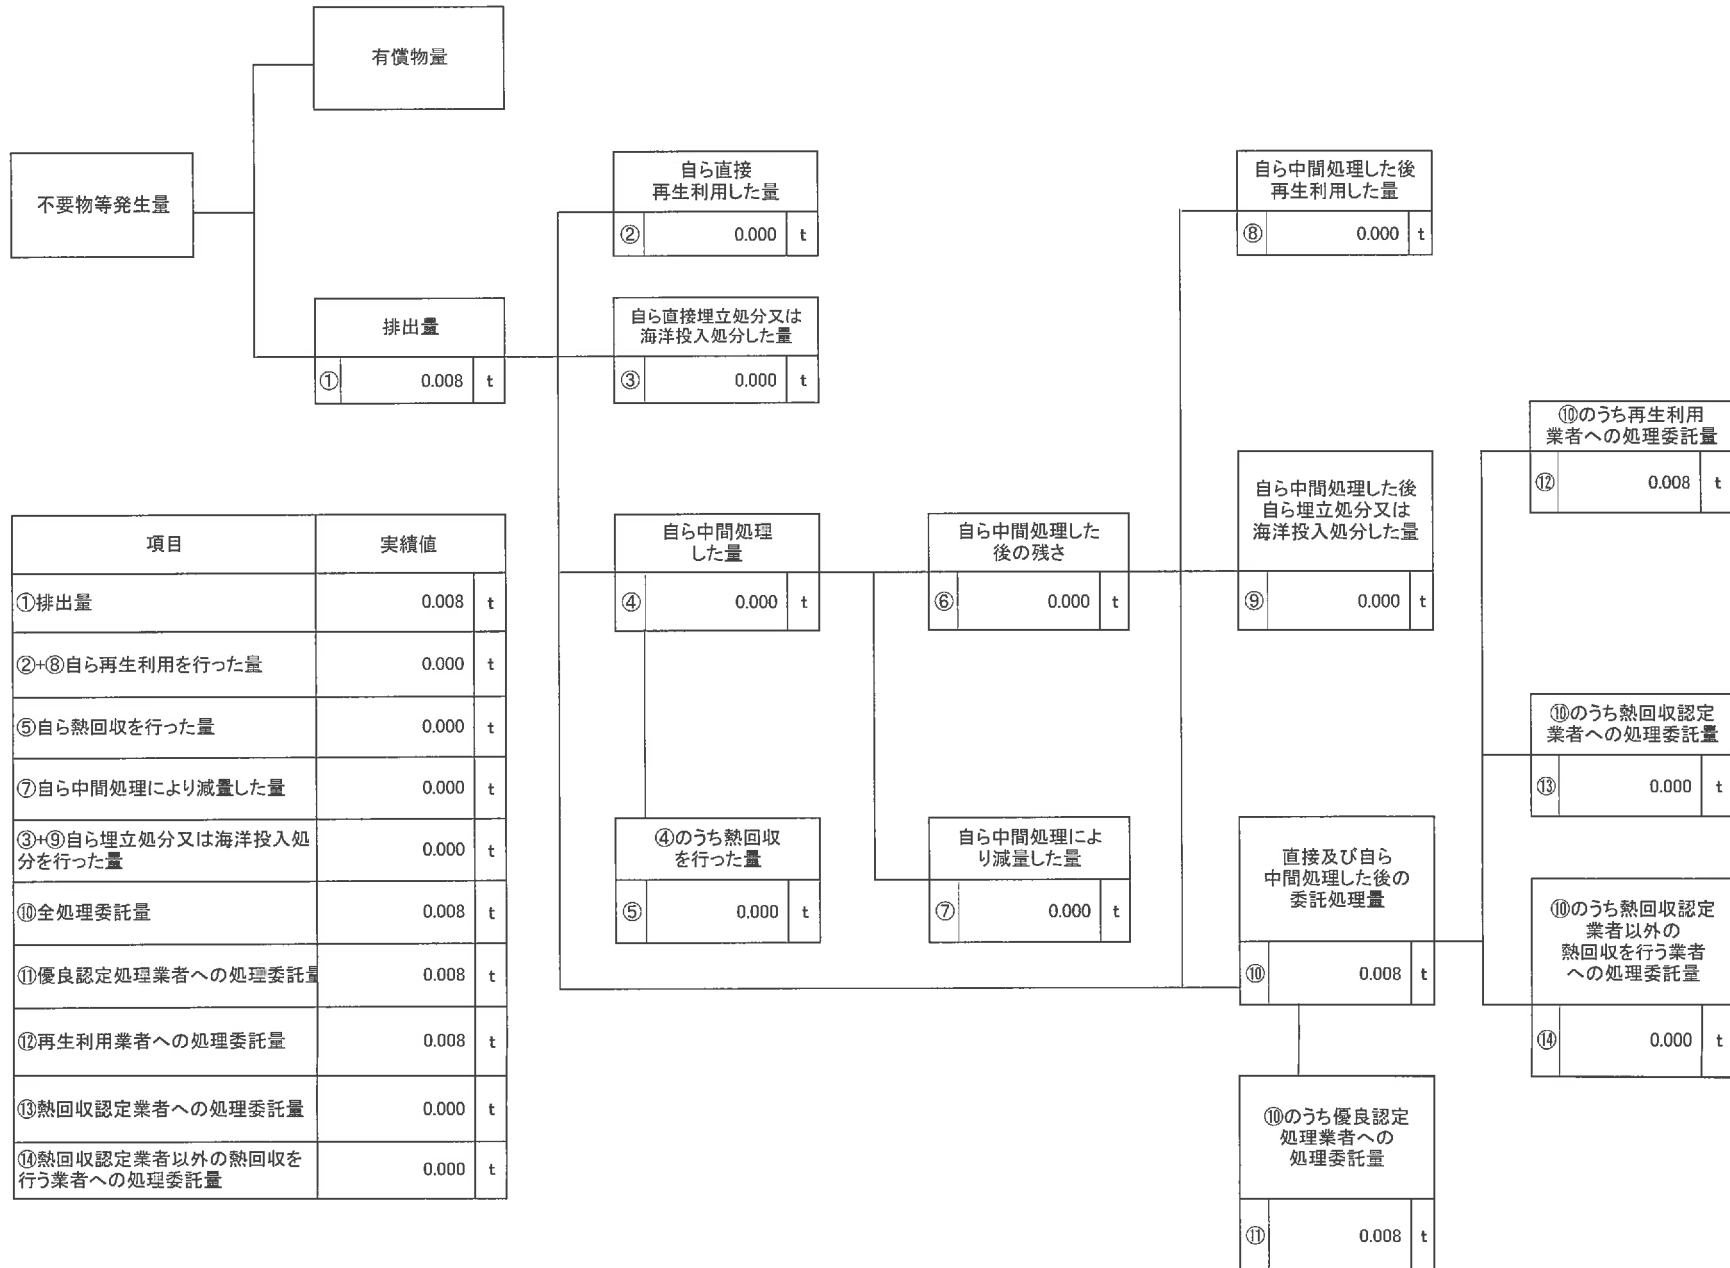 有償物量
不要物等発生量
排出量
① 0.008 t
自ら直接
再生利用した量
② 0.000 t
自ら直接埋立処分又は
海洋投入処分した量
③ 0.000 t
自ら中間処理
した量
④ 0.000 t
④のうち熱回収
を行った量
⑤ 0.000 t
自ら中間処理した
後の残さ
⑥ 0.000 t
自ら中間処理によ
り減量した量
⑦ 0.000 t
自ら中間処理した後
再生利用した量
⑧ 0.000 t
自ら中間処理した後
自ら埋立処分又は
海洋投入処分した量
⑨ 0.000 t
直接及び自ら
中間処理した後の
委託処理量
⑩ 0.008 t
⑩のうち優良認定
処理業者への
処理委託量
⑪ 0.008 t
⑩のうち再生利用
業者への処理委託量
⑫ 0.008 t
⑩のうち熱回収認定
業者への処理委託量
⑬ 0.000 t
⑩のうち熱回収認定
業者以外の
熱回収を行う業者
への処理委託量
⑭ 0.000 t
項目 実績値
①排出量 0.008 t
②+⑧自ら再生利用を行った量 0.000 t
⑤自ら熱回収を行った量 0.000 t
⑦自ら中間処理により減量した量 0.000 t
③+⑨自ら埋立処分又は海洋投入処
分を行った量 0.000 t
⑩全処理委託量 0.008 t
⑪優良認定処理業者への処理委託量 0.008 t
⑫再生利用業者への処理委託量 0.008 t
⑬熱回収認定業者への処理委託量 0.000 t
⑭熱回収認定業者以外の熱回収を
行う業者への処理委託量 0.000 t